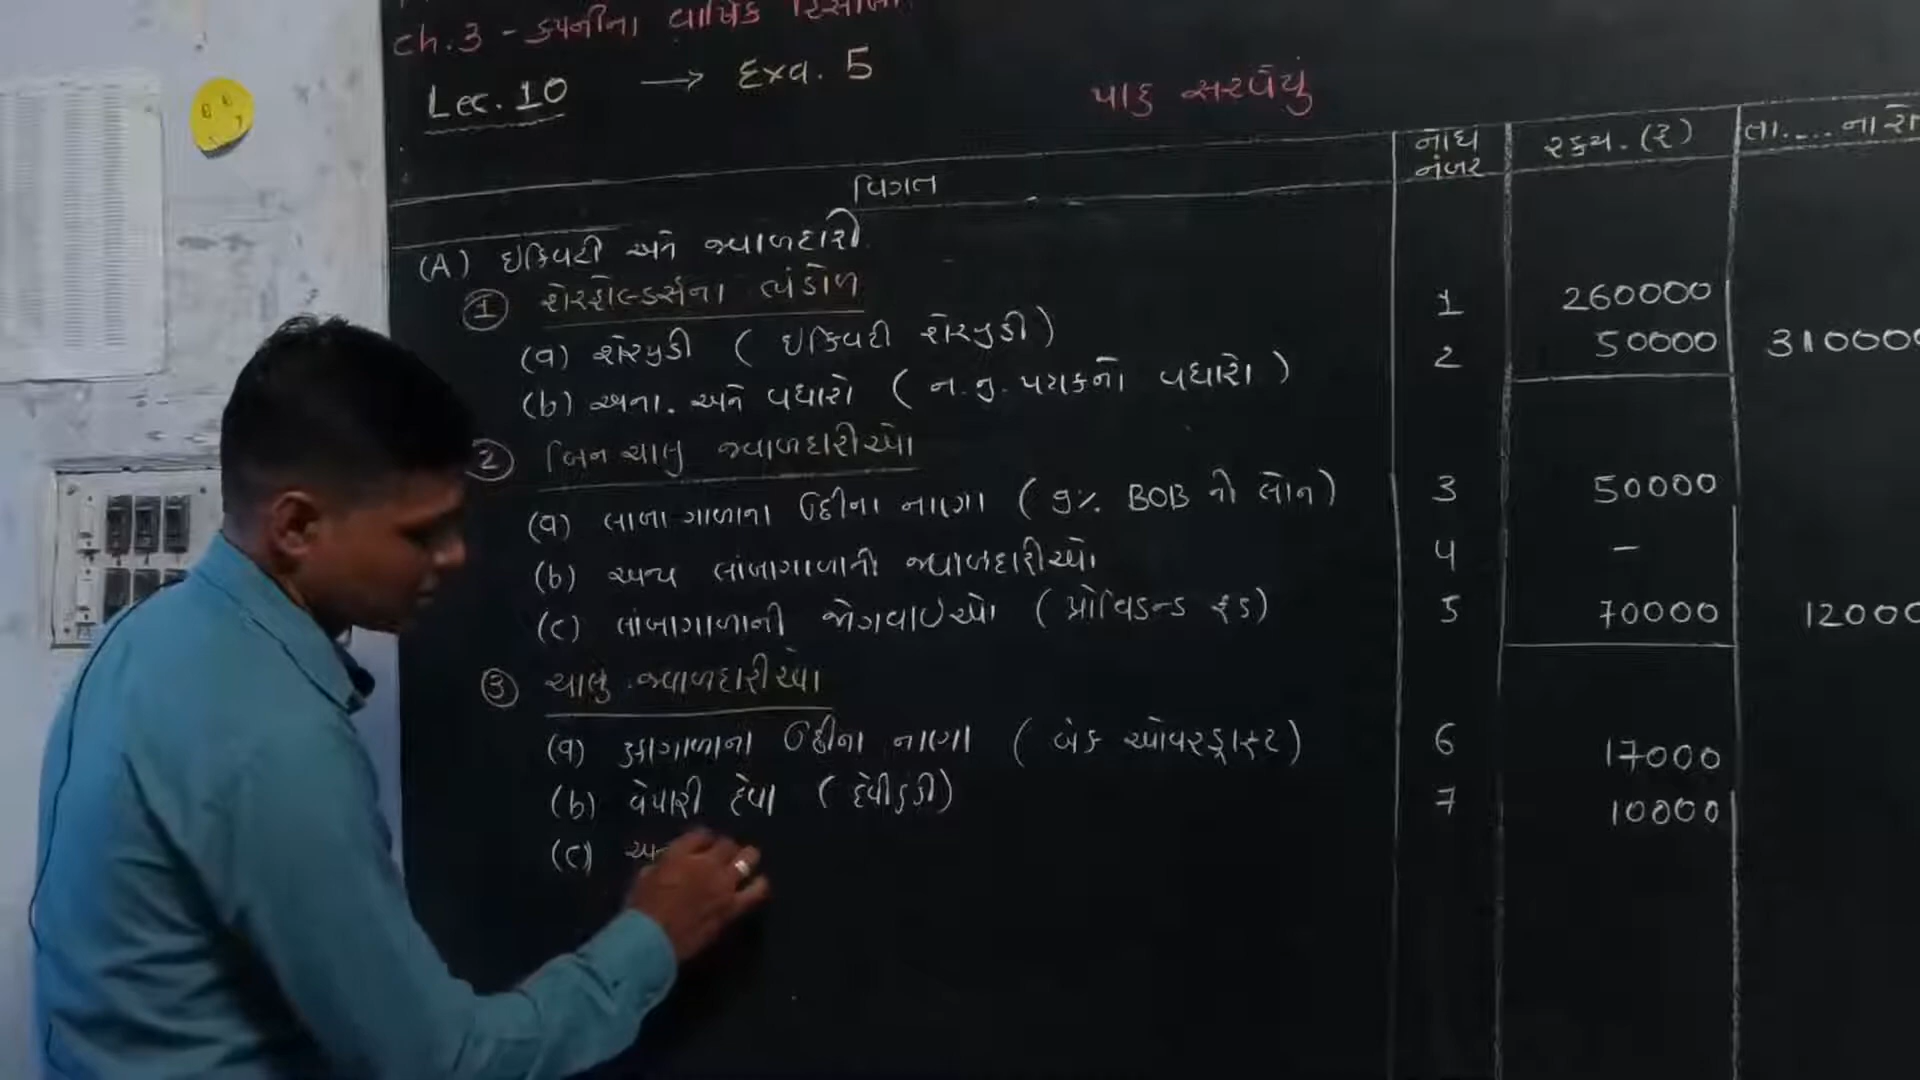 ch.3 - કંપનીના વાર્ષિક હિસાબો
Lec. 10 → Exa. 5
પાકુ સરવૈયું
વિગત
નોંધ નંબર
રકમ. (₹)
તા.... ના રો
(A) ઇક્વિટી અને જવાબદારી
① શેરહોલ્ડર્સના ભંડોળ
(a) શેરમુડી ( ઇક્વિટી શેરમુડી ) 1 260000
(b) અના. અને વધારો ( ન.નુ. પત્રકનો વધારો ) 2 50000 310000
② બિન ચાલુ જવાબદારીઓ
(a) લાંબા ગાળાના ઉછીના નાણા ( 9% BOB ની લોન ) 3 50000
(b) અન્ય લાંબાગાળાની જવાબદારીઓ 4 –
(c) લાંબાગાળાની જોગવાઇઓ ( પ્રોવિડન્ડ ફંડ ) 5 70000 12000
③ ચાલુ જવાબદારીઓ
(a) ટૂંકાગાળાના ઉછીના નાણા ( બેંક ઓવરડ્રાફ્ટ ) 6 17000
(b) વેપારી દેવા ( દેવીહુંડી ) 7 10000
(c) અન